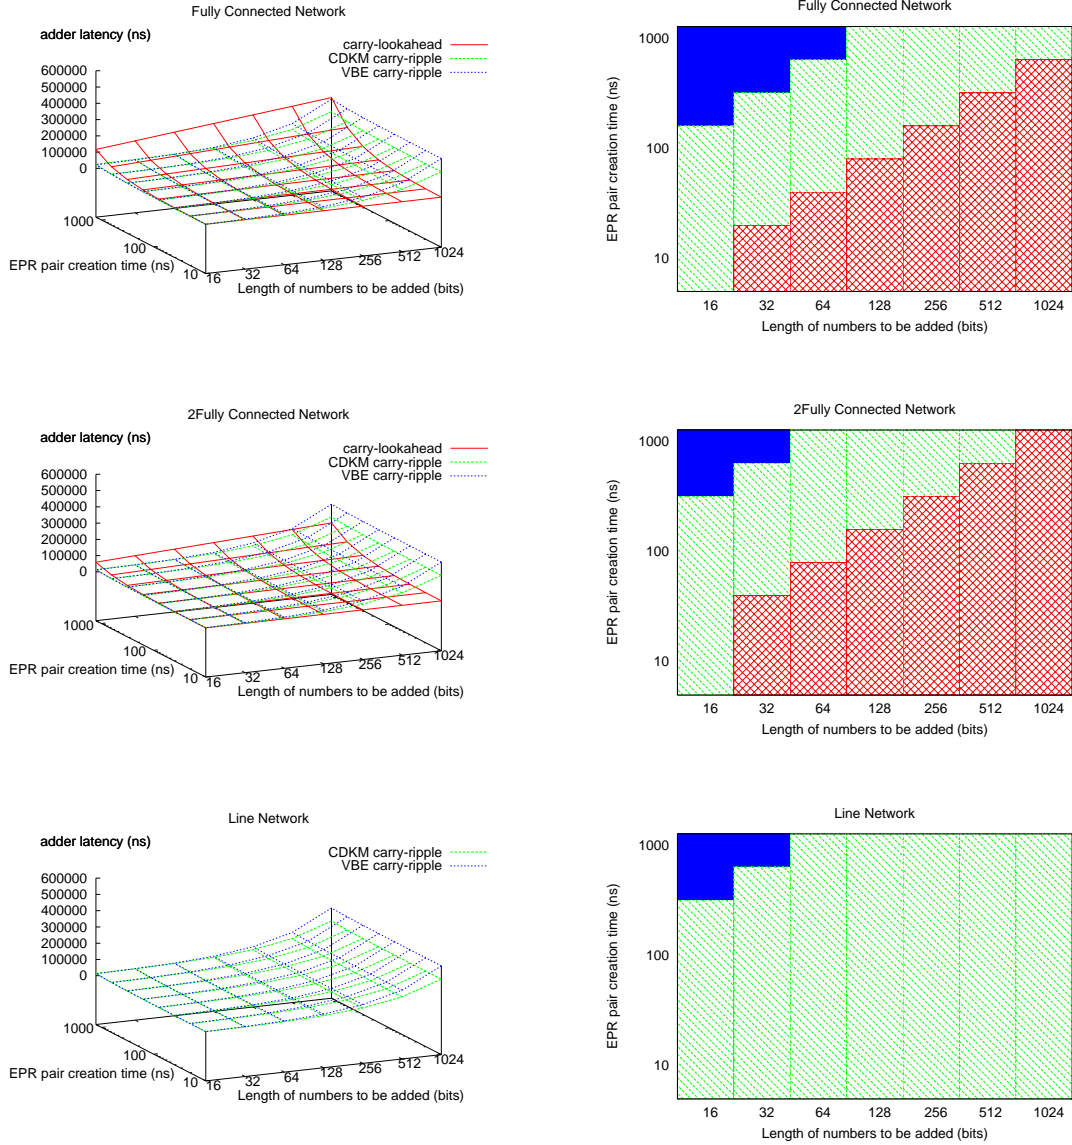 Fully Connected Network
adder latency (ns)
carry-lookahead
CDKM carry-ripple
VBE carry-ripple
600000
500000
400000
300000
200000
100000
0
1000
100
10
EPR pair creation time (ns)
16
32
64
128
256
512
1024
Length of numbers to be added (bits)
Fully Connected Network
EPR pair creation time (ns)
1000
100
10
16 32 64 128 256 512 1024
Length of numbers to be added (bits)
2Fully Connected Network
adder latency (ns)
carry-lookahead
CDKM carry-ripple
VBE carry-ripple
600000
500000
400000
300000
200000
100000
0
1000
100
10
EPR pair creation time (ns)
16
32
64
128
256
512
1024
Length of numbers to be added (bits)
2Fully Connected Network
EPR pair creation time (ns)
1000
100
10
16 32 64 128 256 512 1024
Length of numbers to be added (bits)
Line Network
adder latency (ns)
CDKM carry-ripple
VBE carry-ripple
600000
500000
400000
300000
200000
100000
0
1000
100
10
EPR pair creation time (ns)
16
32
64
128
256
512
1024
Length of numbers to be added (bits)
Line Network
EPR pair creation time (ns)
1000
100
10
16 32 64 128 256 512 1024
Length of numbers to be added (bits)